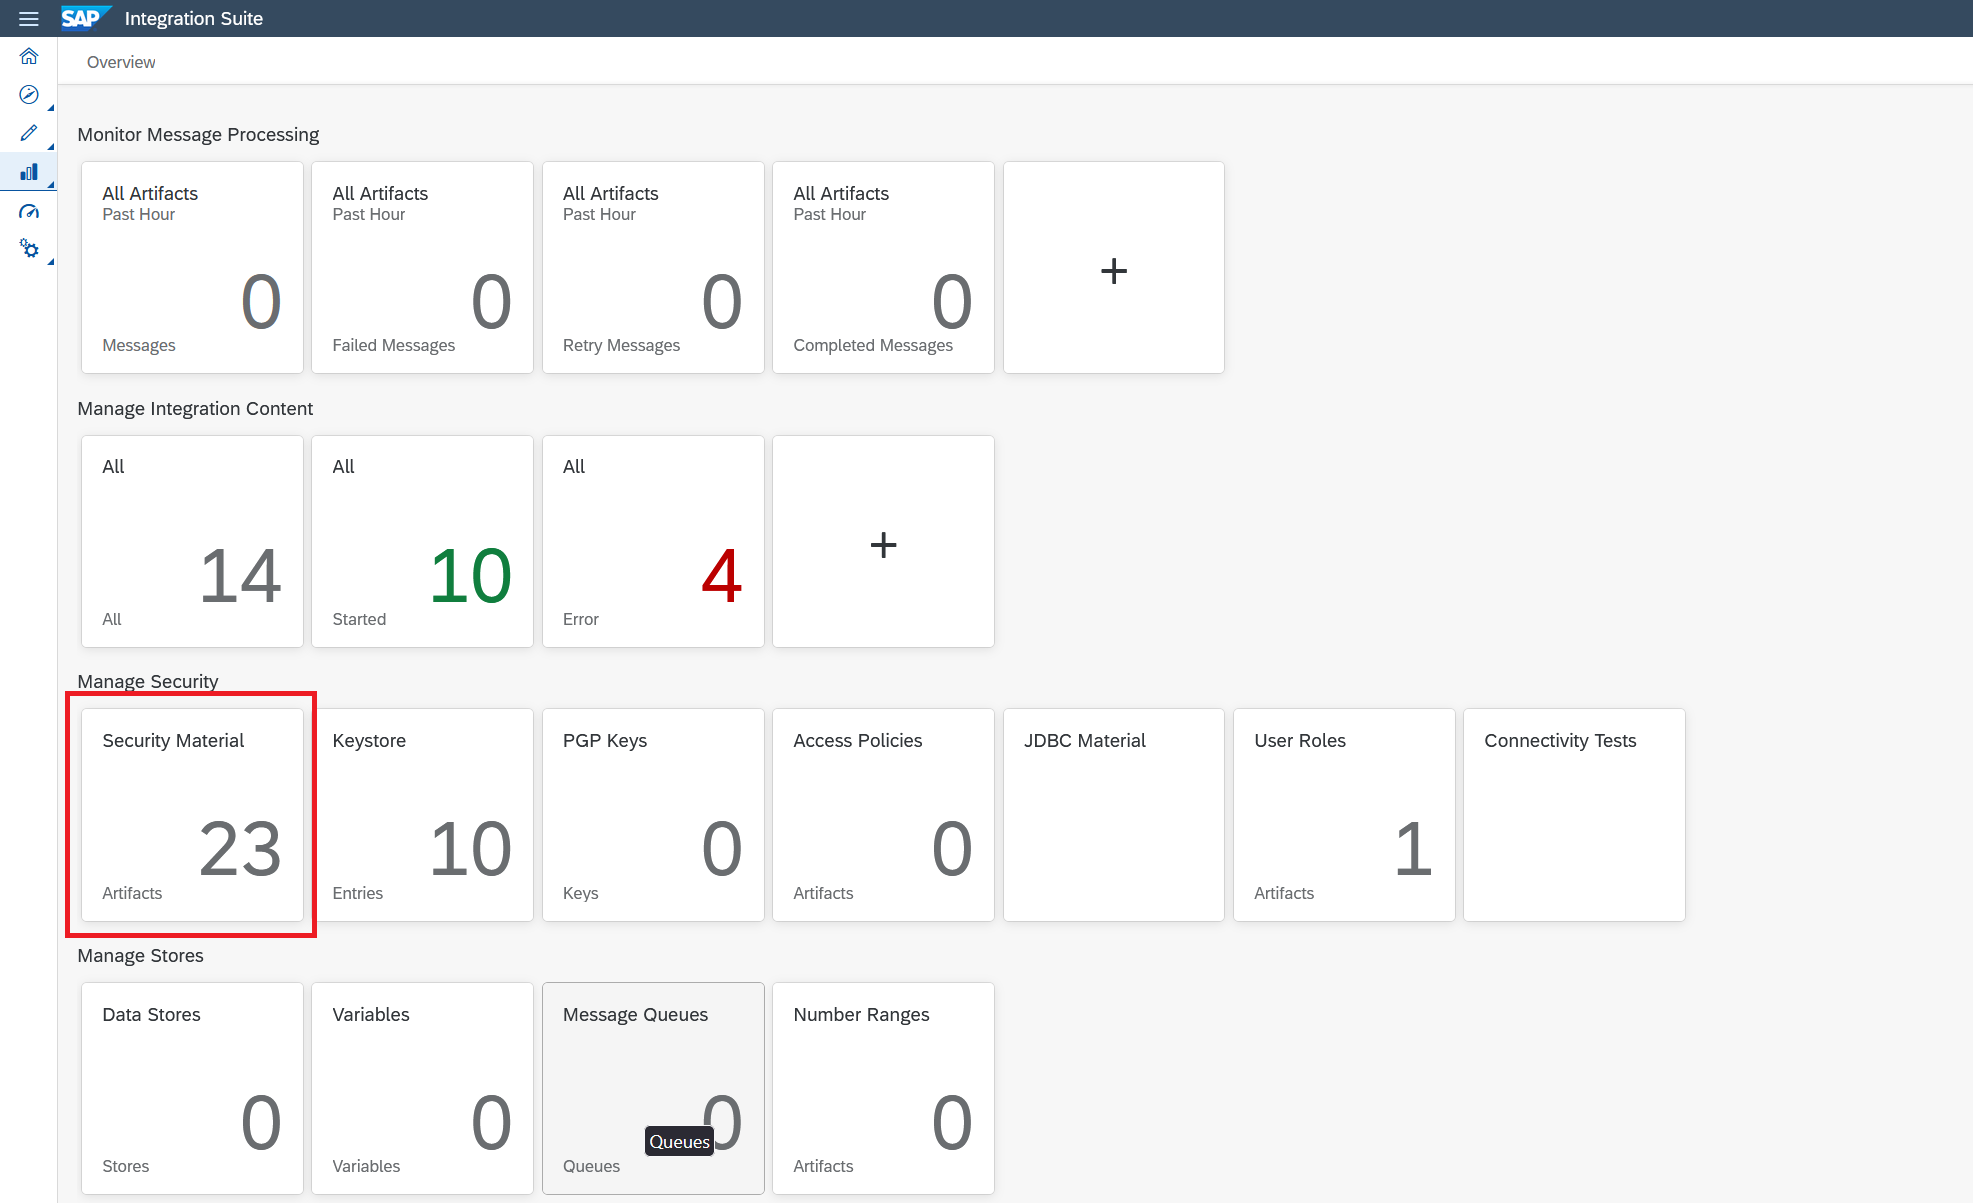 SAP Integration Suite
Overview
Monitor Message Processing
All Artifacts
Past Hour
0
Messages
All Artifacts
Past Hour
0
Failed Messages
All Artifacts
Past Hour
0
Retry Messages
All Artifacts
Past Hour
0
Completed Messages
+
Manage Integration Content
All
14
All
All
10
Started
All
4
Error
+
Manage Security
Security Material
23
Artifacts
Keystore
10
Entries
PGP Keys
0
Keys
Access Policies
0
Artifacts
JDBC Material
User Roles
1
Artifacts
Connectivity Tests
Manage Stores
Data Stores
0
Stores
Variables
0
Variables
Message Queues
0
Queues
Queues
Number Ranges
0
Artifacts